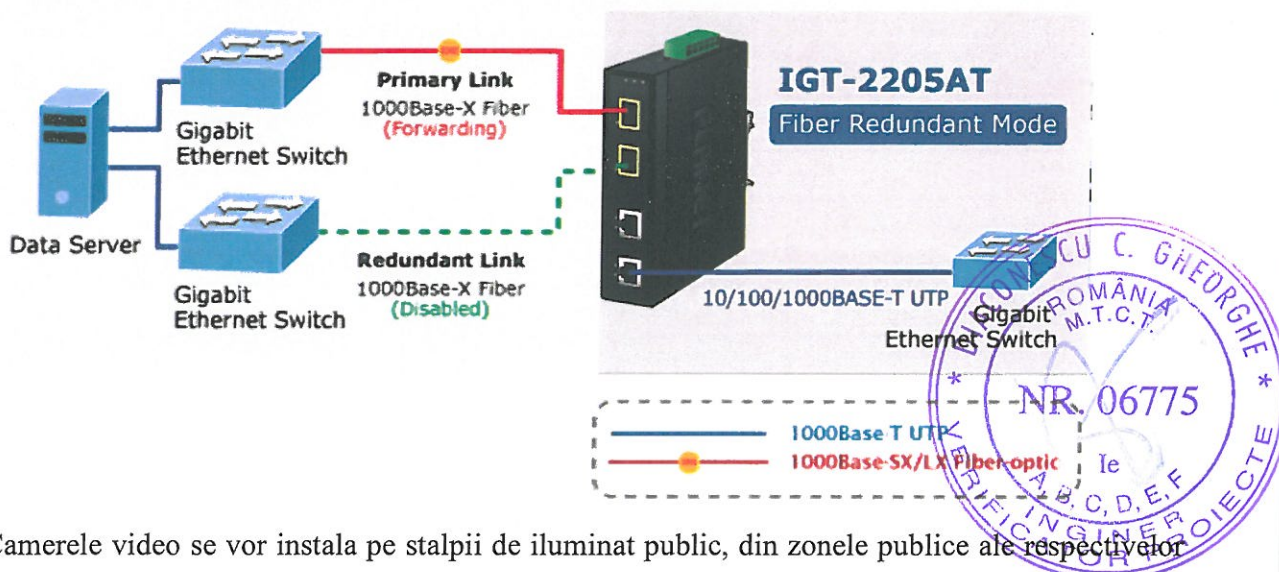 Primary Link
1000Base-X Fiber
(Forwarding)
IGT-2205AT
Fiber Redundant Mode
Gigabit
Ethernet Switch
Data Server
Redundant Link
1000Base-X Fiber
(Disabled)
Gigabit
Ethernet Switch
10/100/1000BASE-T UTP
Gigabit
Ethernet Switch
1000Base-T UTP
1000Base-SX/LX Fiber-optic
CU C. GHEORGHE
ROMÂNIA
M.T.C.T.
NR. 06775
Ie
A, B, C, D, E, F
INGINER
VERIFICATOR PROIECTE
Camerele video se vor instala pe stalpii de iluminat public, din zonele publice ale respectivelor